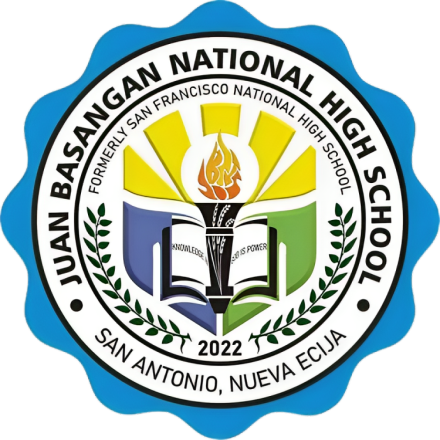 JUAN BASANGAN NATIONAL HIGH SCHOOL
FORMERLY SAN FRANCISCO NATIONAL HIGH SCHOOL
KNOWLEDGE
IS POWER
2022
SAN ANTONIO, NUEVA ECIJA